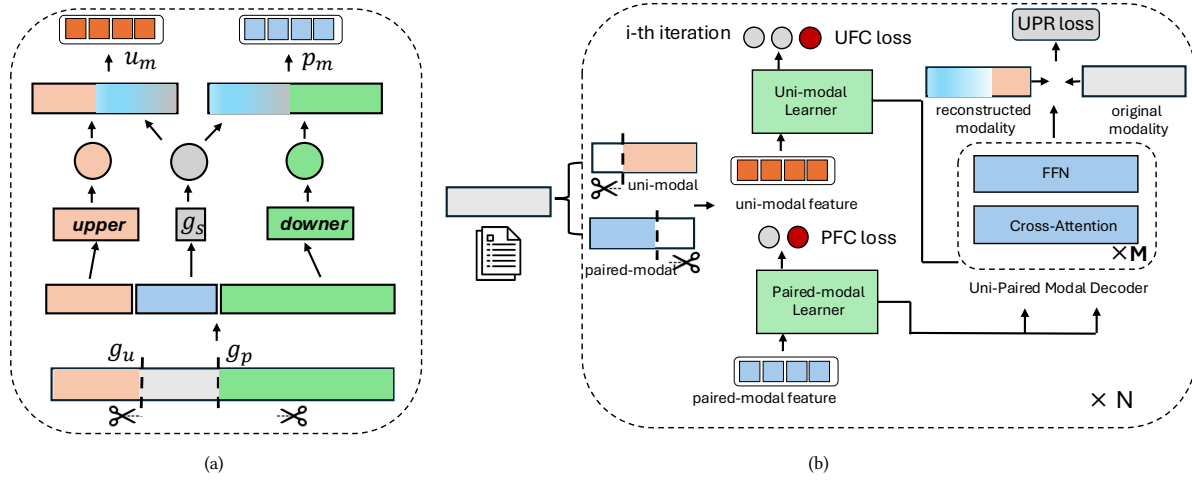 u_m
p_m
upper
g_s
downer
g_u
g_p
(a)
i-th iteration
UFC loss
UPR loss
Uni-modal
Learner
reconstructed
modality
original
modality
uni-modal
uni-modal feature
paired-modal
PFC loss
FFN
Cross-Attention
×M
Uni-Paired Modal Decoder
Paired-modal
Learner
paired-modal feature
× N
(b)